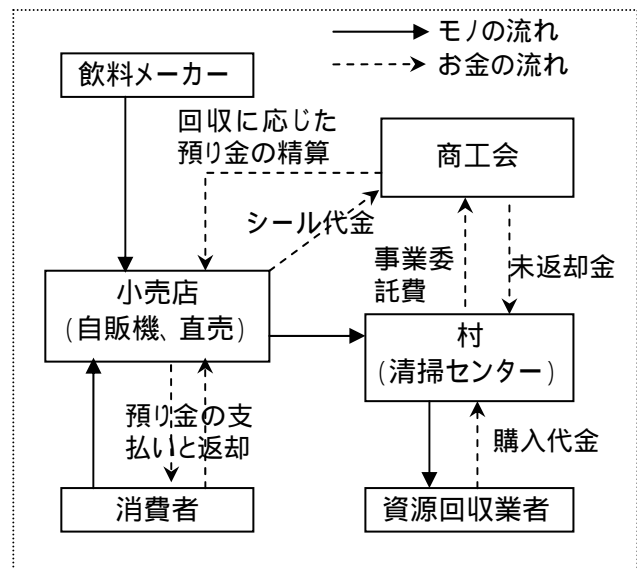 モノの流れ
お金の流れ
飲料メーカー
回収に応じた
預り金の精算
商工会
シール代金
事業委
託費
未返却金
小売店
(自販機、直売)
村
(清掃センター)
預り金の支
払いと返却
購入代金
消費者
資源回収業者